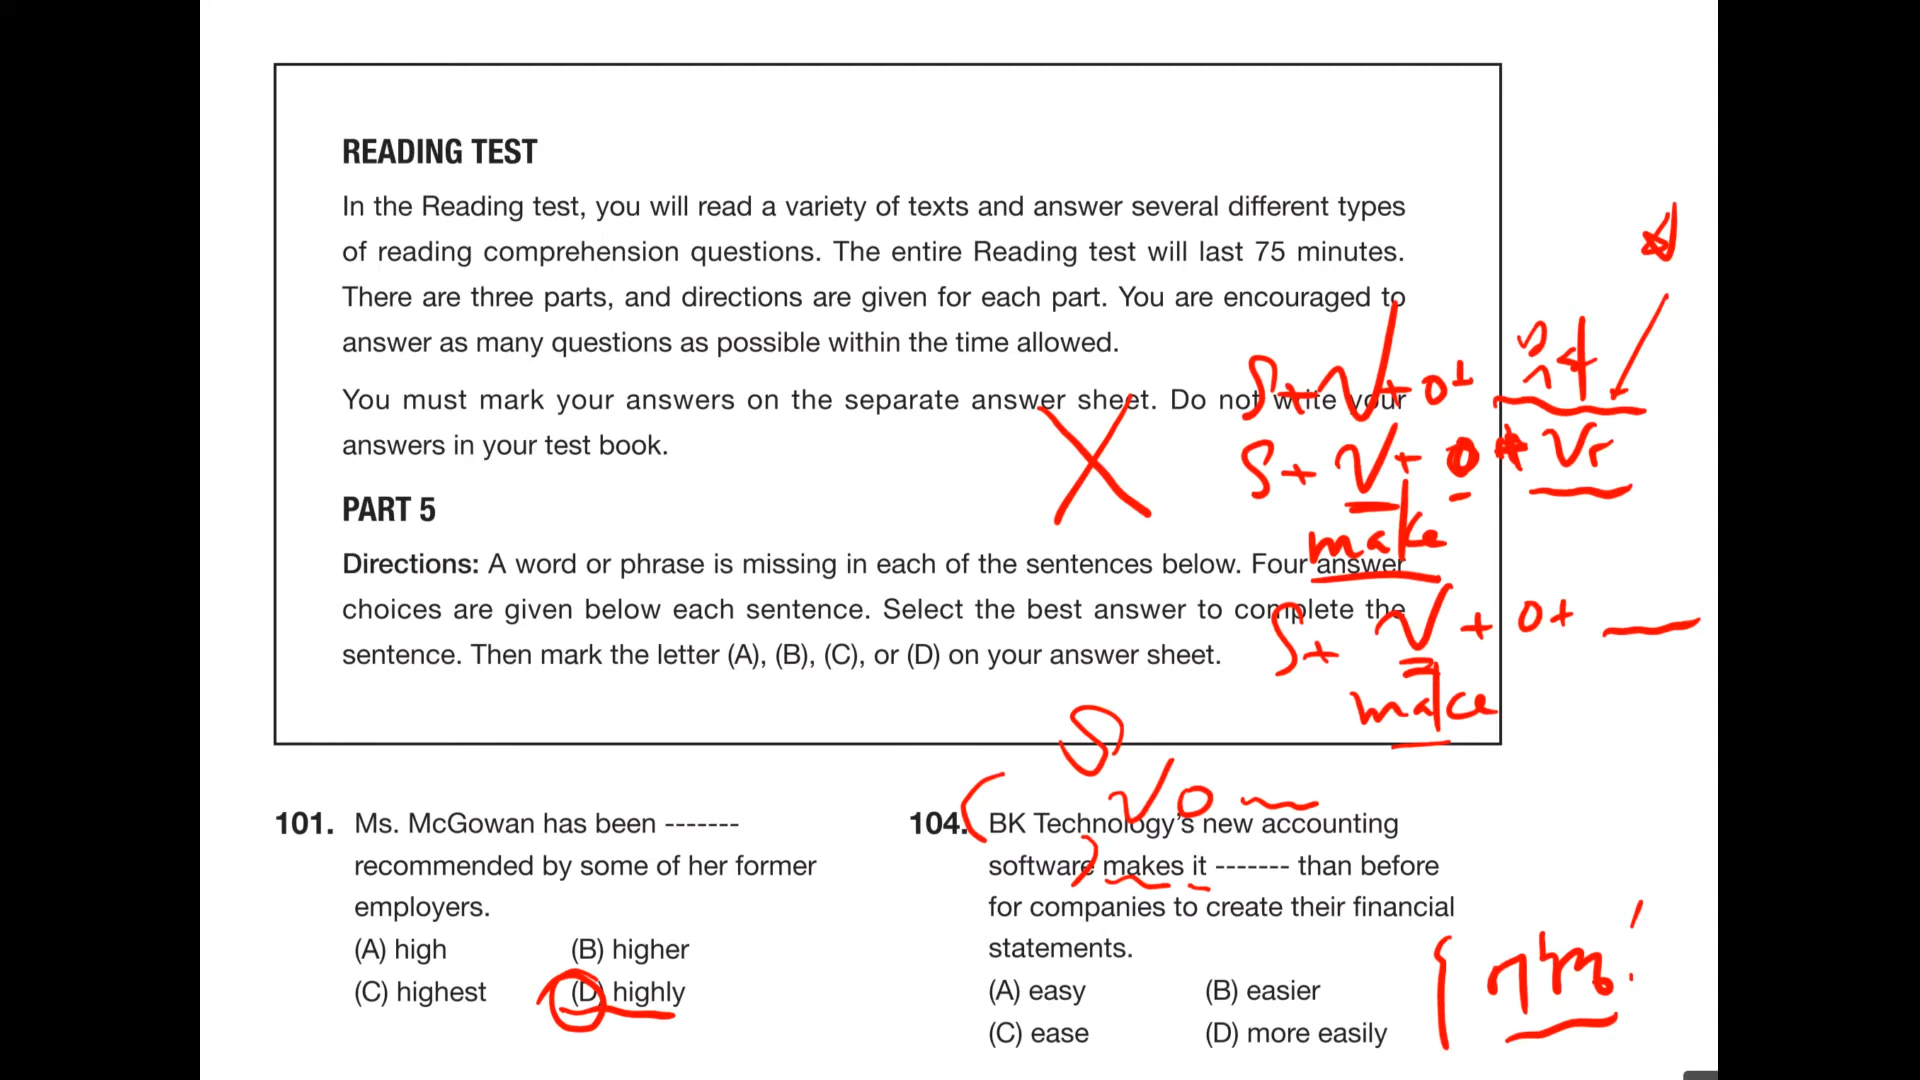 READING TEST
In the Reading test, you will read a variety of texts and answer several different types
of reading comprehension questions. The entire Reading test will last 75 minutes.
There are three parts, and directions are given for each part. You are encouraged to
answer as many questions as possible within the time allowed.
You must mark your answers on the separate answer sheet. Do not write your
answers in your test book.
PART 5
Directions: A word or phrase is missing in each of the sentences below. Four answer
choices are given below each sentence. Select the best answer to complete the
sentence. Then mark the letter (A), (B), (C), or (D) on your answer sheet.
S+V+O+
S+V+O+
make
S+V+O+
make
S
V O
101. Ms. McGowan has been -------
recommended by some of her former
employers.
(A) high (B) higher
(C) highest (D) highly
104. BK Technology's new accounting
software makes it ------- than before
for companies to create their financial
statements.
(A) easy (B) easier
(C) ease (D) more easily